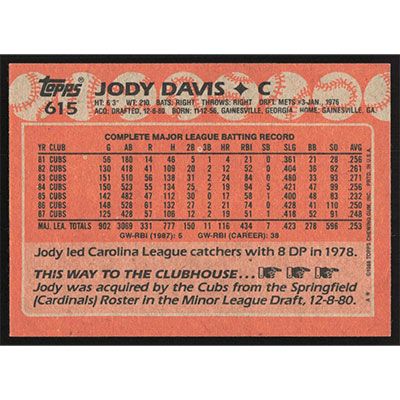 Topps
615
JODY DAVIS ✦ C
HT: 6'3" WT: 210 BATS: RIGHT THROWS: RIGHT DRFT: METS #3-JAN., 1976
ACQ: DRAFTED, 12-8-80 BORN: 11-12-56, GAINESVILLE, GEORGIA HOME: GAINESVILLE, GA.
COMPLETE MAJOR LEAGUE BATTING RECORD
YR CLUB G AB R H 2B 3B HR RBI SB SLG BB SO AVG
81 CUBS 56 180 14 46 5 1 4 21 0 .361 21 28 .256
82 CUBS 130 418 41 109 20 2 12 52 0 .404 36 92 .261
83 CUBS 151 510 56 138 31 2 24 84 0 .480 33 93 .271
84 CUBS 150 523 55 134 25 2 19 94 5 .421 47 99 .256
85 CUBS 142 482 47 112 30 0 17 58 1 .400 48 83 .232
86 CUBS 148 528 61 132 27 2 21 74 0 .428 41 110 .250
87 CUBS 125 428 57 106 12 2 19 51 1 .418 52 91 .248
MAJ. LEA. TOTALS 902 3069 331 777 150 11 116 434 7 .423 278 596 .253
GW-RBI (1987): 5 GW-RBI (CAREER): 38
Jody led Carolina League catchers with 8 DP in 1978.
THIS WAY TO THE CLUBHOUSE...
Jody was acquired by the Cubs from the Springfield
(Cardinals) Roster in the Minor League Draft, 12-8-80.
©1988 TOPPS CHEWING GUM, INC. PRTD. IN U.S.A.